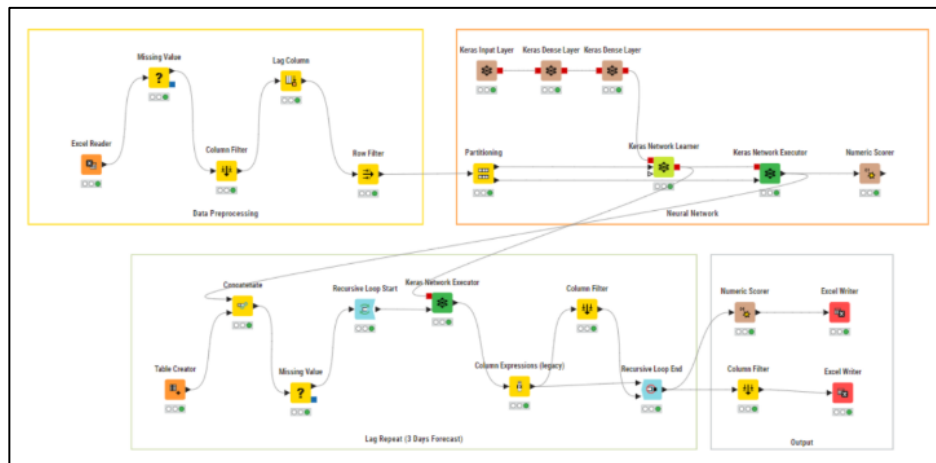 Missing Value
Lag Column
Excel Reader
Column Filter
Row Filter
Data Preprocessing
Keras Input Layer
Keras Dense Layer
Keras Dense Layer
Partitioning
Keras Network Learner
Keras Network Executor
Numeric Scorer
Neural Network
Concatenate
Recursive Loop Start
Keras Network Executor
Column Filter
Table Creator
Missing Value
Column Expressions (legacy)
Recursive Loop End
Lag Repeat (3 Days Forecast)
Numeric Scorer
Excel Writer
Column Filter
Excel Writer
Output